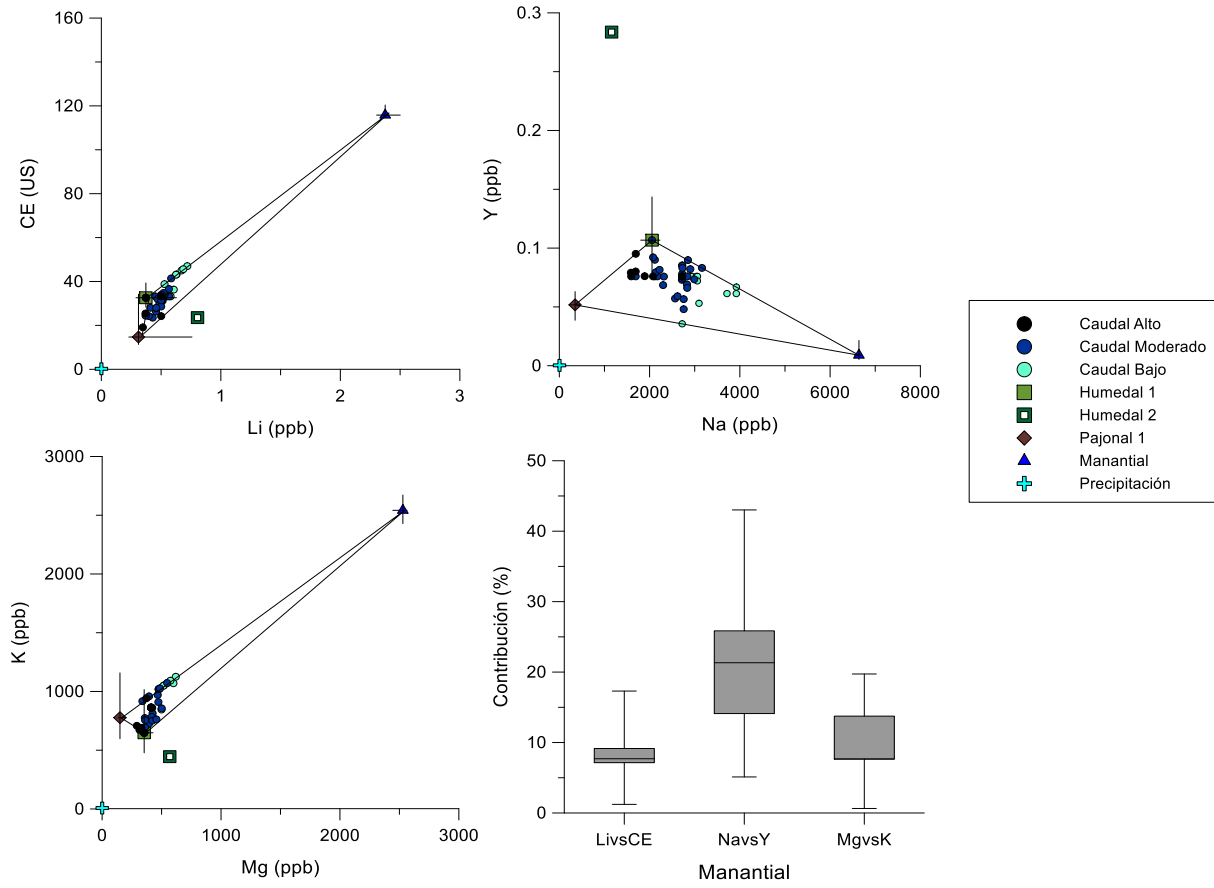 160
120
80
40
0
CE (US)
0
1
2
3
Li (ppb)
0.3
0.2
0.1
0
Y (ppb)
0
2000
4000
6000
8000
Na (ppb)
3000
2000
1000
0
K (ppb)
0
1000
2000
3000
Mg (ppb)
50
40
30
20
10
0
Contribución (%)
LivsCE
NavsY
MgvsK
Manantial
Caudal Alto
Caudal Moderado
Caudal Bajo
Humedal 1
Humedal 2
Pajonal 1
Manantial
Precipitación